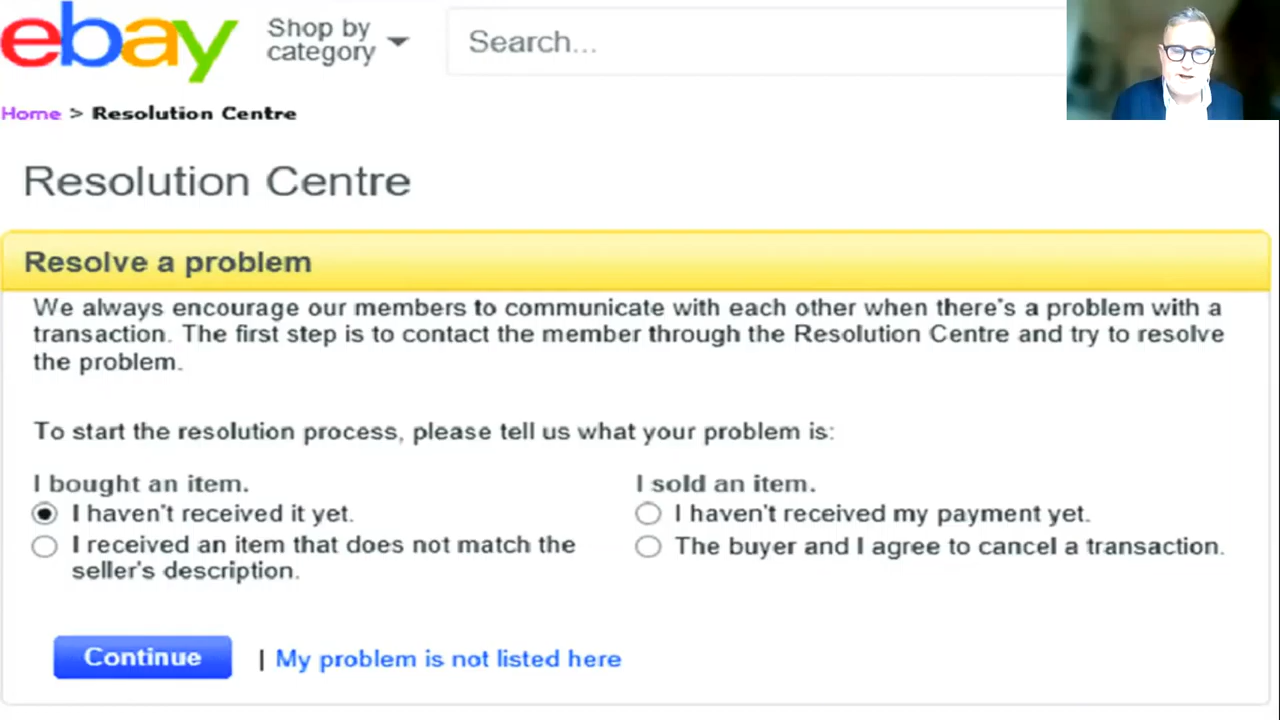 ebay
Shop by
category
Search...
Home > Resolution Centre
Resolution Centre
Resolve a problem
We always encourage our members to communicate with each other when there's a problem with a
transaction. The first step is to contact the member through the Resolution Centre and try to resolve
the problem.
To start the resolution process, please tell us what your problem is:
I bought an item.
I haven't received it yet.
I received an item that does not match the
seller's description.
I sold an item.
I haven't received my payment yet.
The buyer and I agree to cancel a transaction.
Continue
| My problem is not listed here